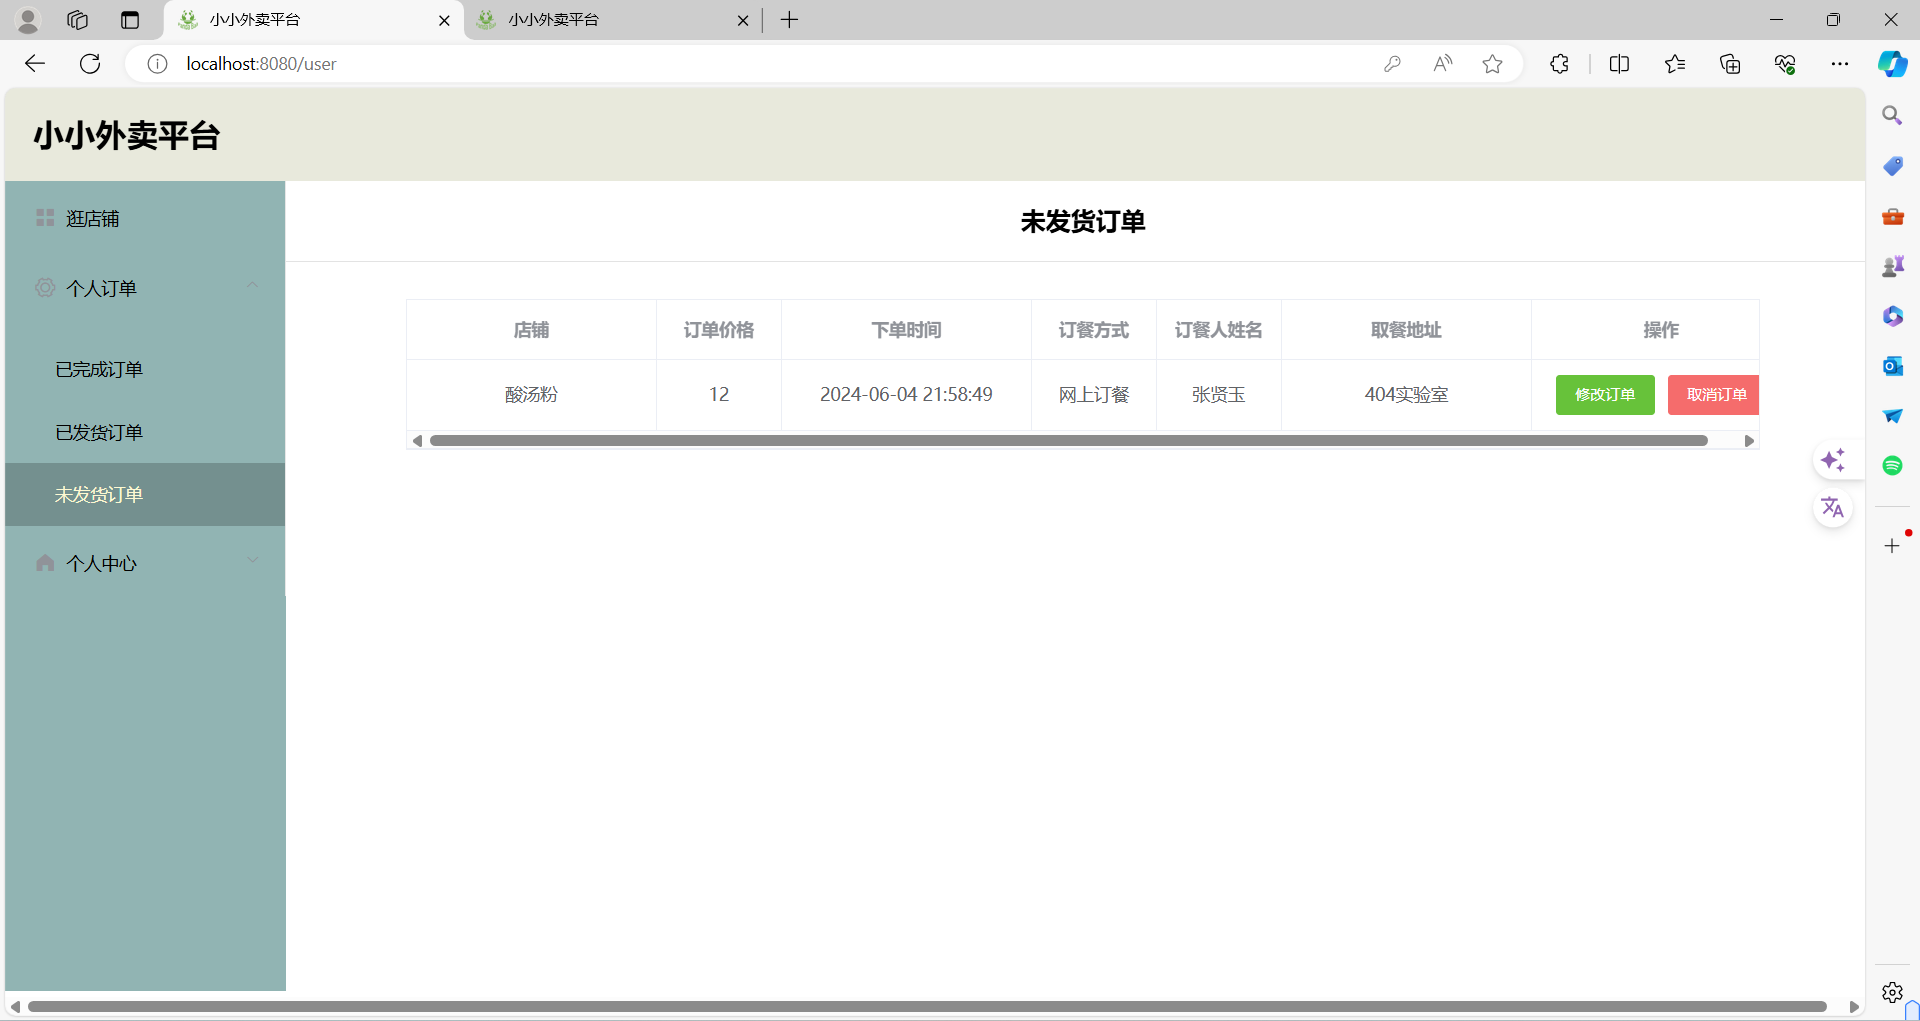 小小外卖平台
小小外卖平台
localhost:8080/user
小小外卖平台
逛店铺
个人订单
已完成订单
已发货订单
未发货订单
个人中心
未发货订单
店铺 订单价格 下单时间 订餐方式 订餐人姓名 取餐地址 操作
酸汤粉 12 2024-06-04 21:58:49 网上订餐 张贤玉 404实验室 修改订单 取消订单